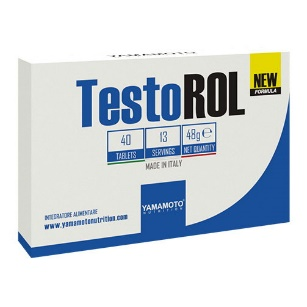 TestoROL
NEW
FORMULA
40
TABLETS
13
SERVINGS
48g ℮
NET QUANTITY
MADE IN ITALY
INTEGRATORE ALIMENTARE
www.yamamotonutrition.com
YAMAMOTO
NUTRITION